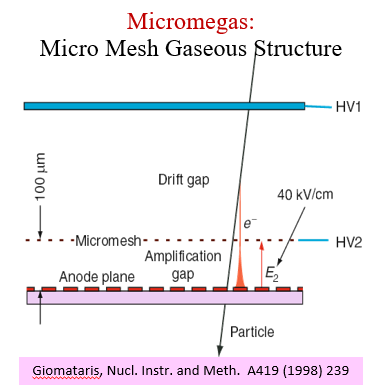 Micromegas:
Micro Mesh Gaseous Structure
HV1
100 µm
Drift gap
40 kV/cm
e⁻
Micromesh
HV2
Amplification
gap
E₂
Anode plane
Particle
Giomataris, Nucl. Instr. and Meth. A419 (1998) 239